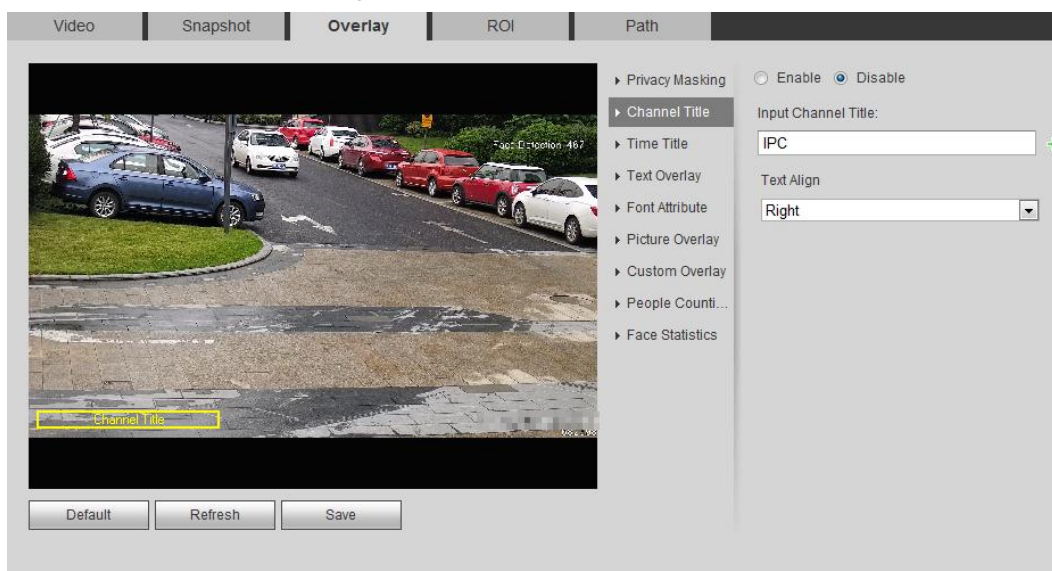 Video Snapshot Overlay ROI Path
Privacy Masking
Channel Title
Time Title
Text Overlay
Font Attribute
Picture Overlay
Custom Overlay
People Counti...
Face Statistics
Enable Disable
Input Channel Title:
IPC
Text Align
Right
Face Detection 467
Channel Title
Default Refresh Save